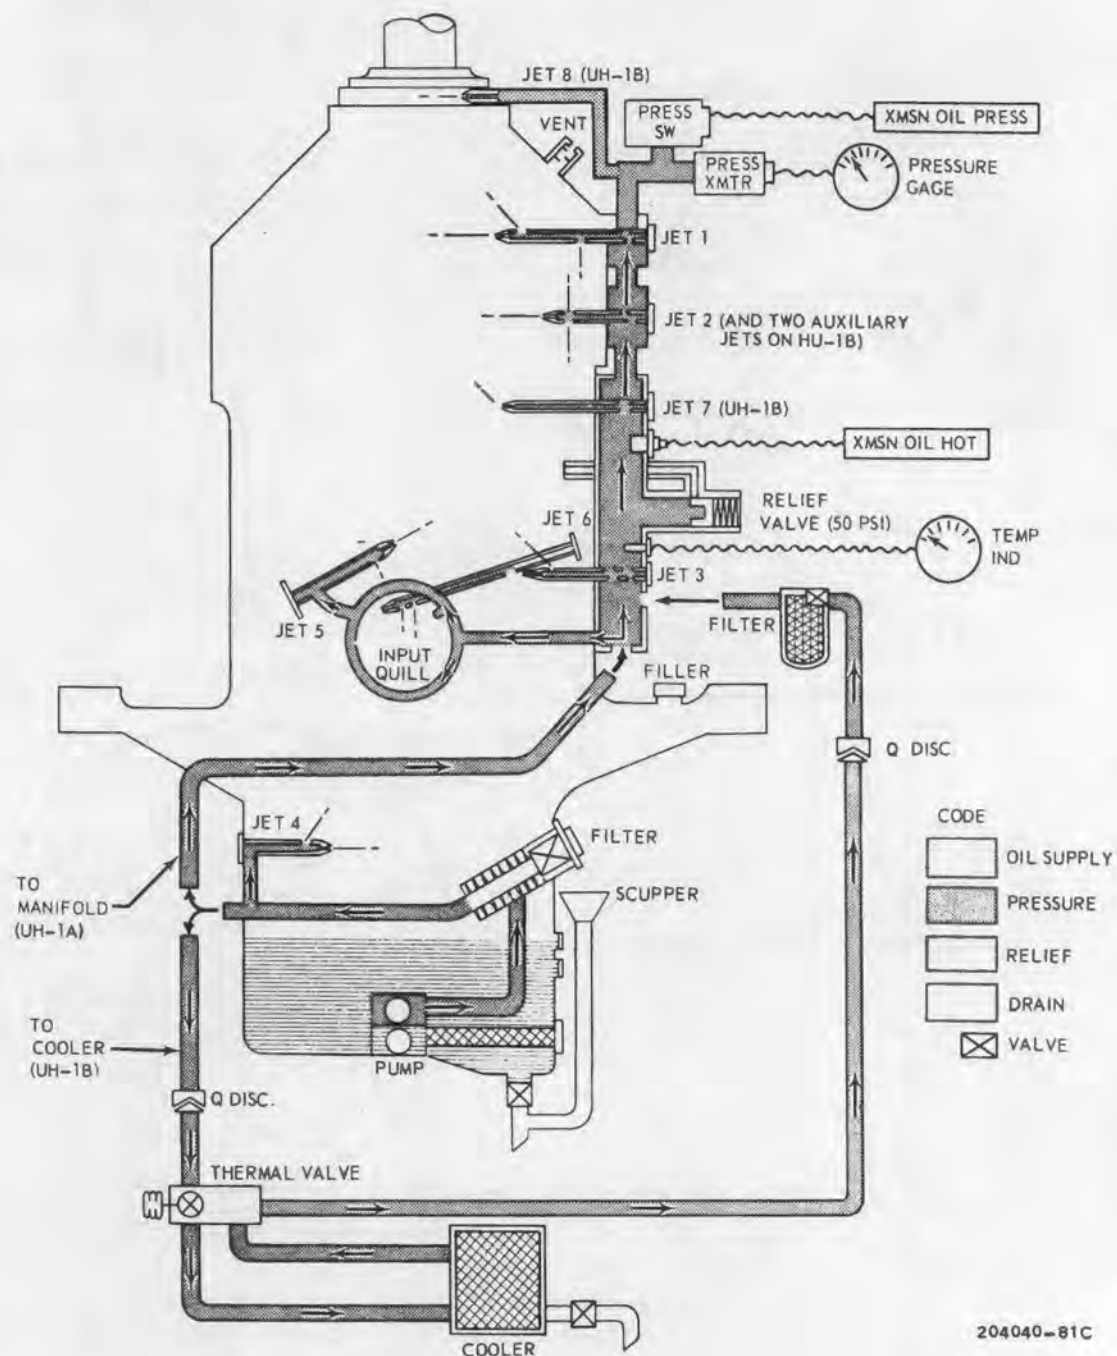 JET 8 (UH-1B)
VENT
PRESS
SW
XMSN OIL PRESS
PRESS
XMTR
PRESSURE
GAGE
JET 1
JET 2 (AND TWO AUXILIARY
JETS ON HU-1B)
JET 7 (UH-1B)
XMSN OIL HOT
RELIEF
VALVE (50 PSI)
JET 6
TEMP
IND
JET 3
JET 5
INPUT
QUILL
FILTER
FILLER
Q DISC.
JET 4
FILTER
SCUPPER
TO
MANIFOLD
(UH-1A)
CODE
OIL SUPPLY
PRESSURE
RELIEF
DRAIN
VALVE
TO
COOLER
(UH-1B)
PUMP
Q DISC.
THERMAL VALVE
COOLER
204040-81C